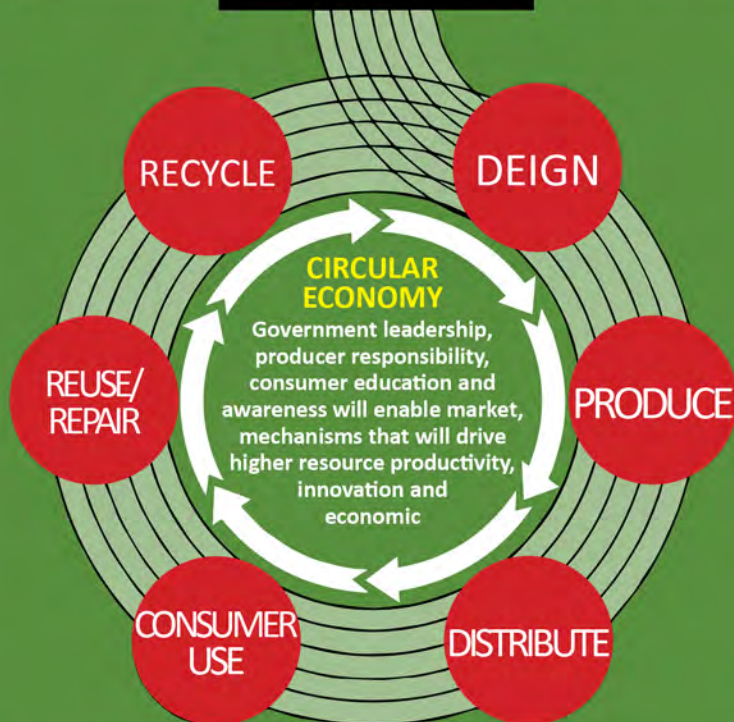 RECYCLE
DEIGN
CIRCULAR
ECONOMY
Government leadership,
producer responsibility,
consumer education and
awareness will enable market,
mechanisms that will drive
higher resource productivity,
innovation and
economic
REUSE/
REPAIR
PRODUCE
CONSUMER
USE
DISTRIBUTE